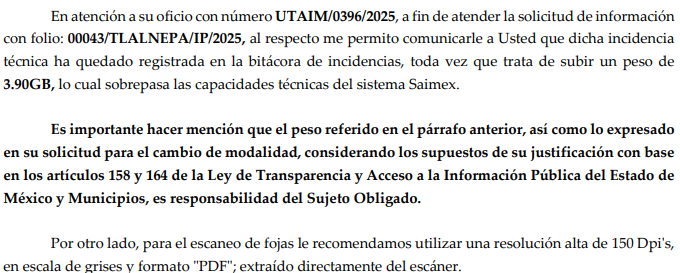 En atención a su oficio con número UTAIM/0396/2025, a fin de atender la solicitud de información
con folio: 00043/TLALNEPA/IP/2025, al respecto me permito comunicarle a Usted que dicha incidencia
técnica ha quedado registrada en la bitácora de incidencias, toda vez que trata de subir un peso de
3.90GB, lo cual sobrepasa las capacidades técnicas del sistema Saimex.
Es importante hacer mención que el peso referido en el párrafo anterior, así como lo expresado
en su solicitud para el cambio de modalidad, considerando los supuestos de su justificación con base
en los artículos 158 y 164 de la Ley de Transparencia y Acceso a la Información Pública del Estado de
México y Municipios, es responsabilidad del Sujeto Obligado.
Por otro lado, para el escaneo de fojas le recomendamos utilizar una resolución alta de 150 Dpi's,
en escala de grises y formato "PDF"; extraído directamente del escáner.